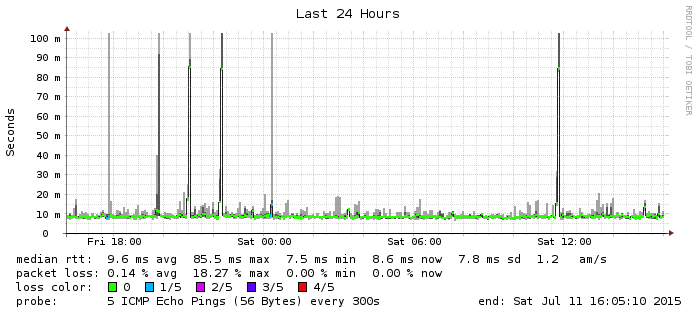 Last 24 Hours
RRDTOOL / TOBI OETIKER
Seconds
100 m
90 m
80 m
70 m
60 m
50 m
40 m
30 m
20 m
10 m
0
Fri 18:00 Sat 00:00 Sat 06:00 Sat 12:00
median rtt: 9.6 ms avg 85.5 ms max 7.5 ms min 8.6 ms now 7.8 ms sd 1.2 am/s
packet loss: 0.14 % avg 18.27 % max 0.00 % min 0.00 % now
loss color: 0 1/5 2/5 3/5 4/5
probe: 5 ICMP Echo Pings (56 Bytes) every 300s end: Sat Jul 11 16:05:10 2015